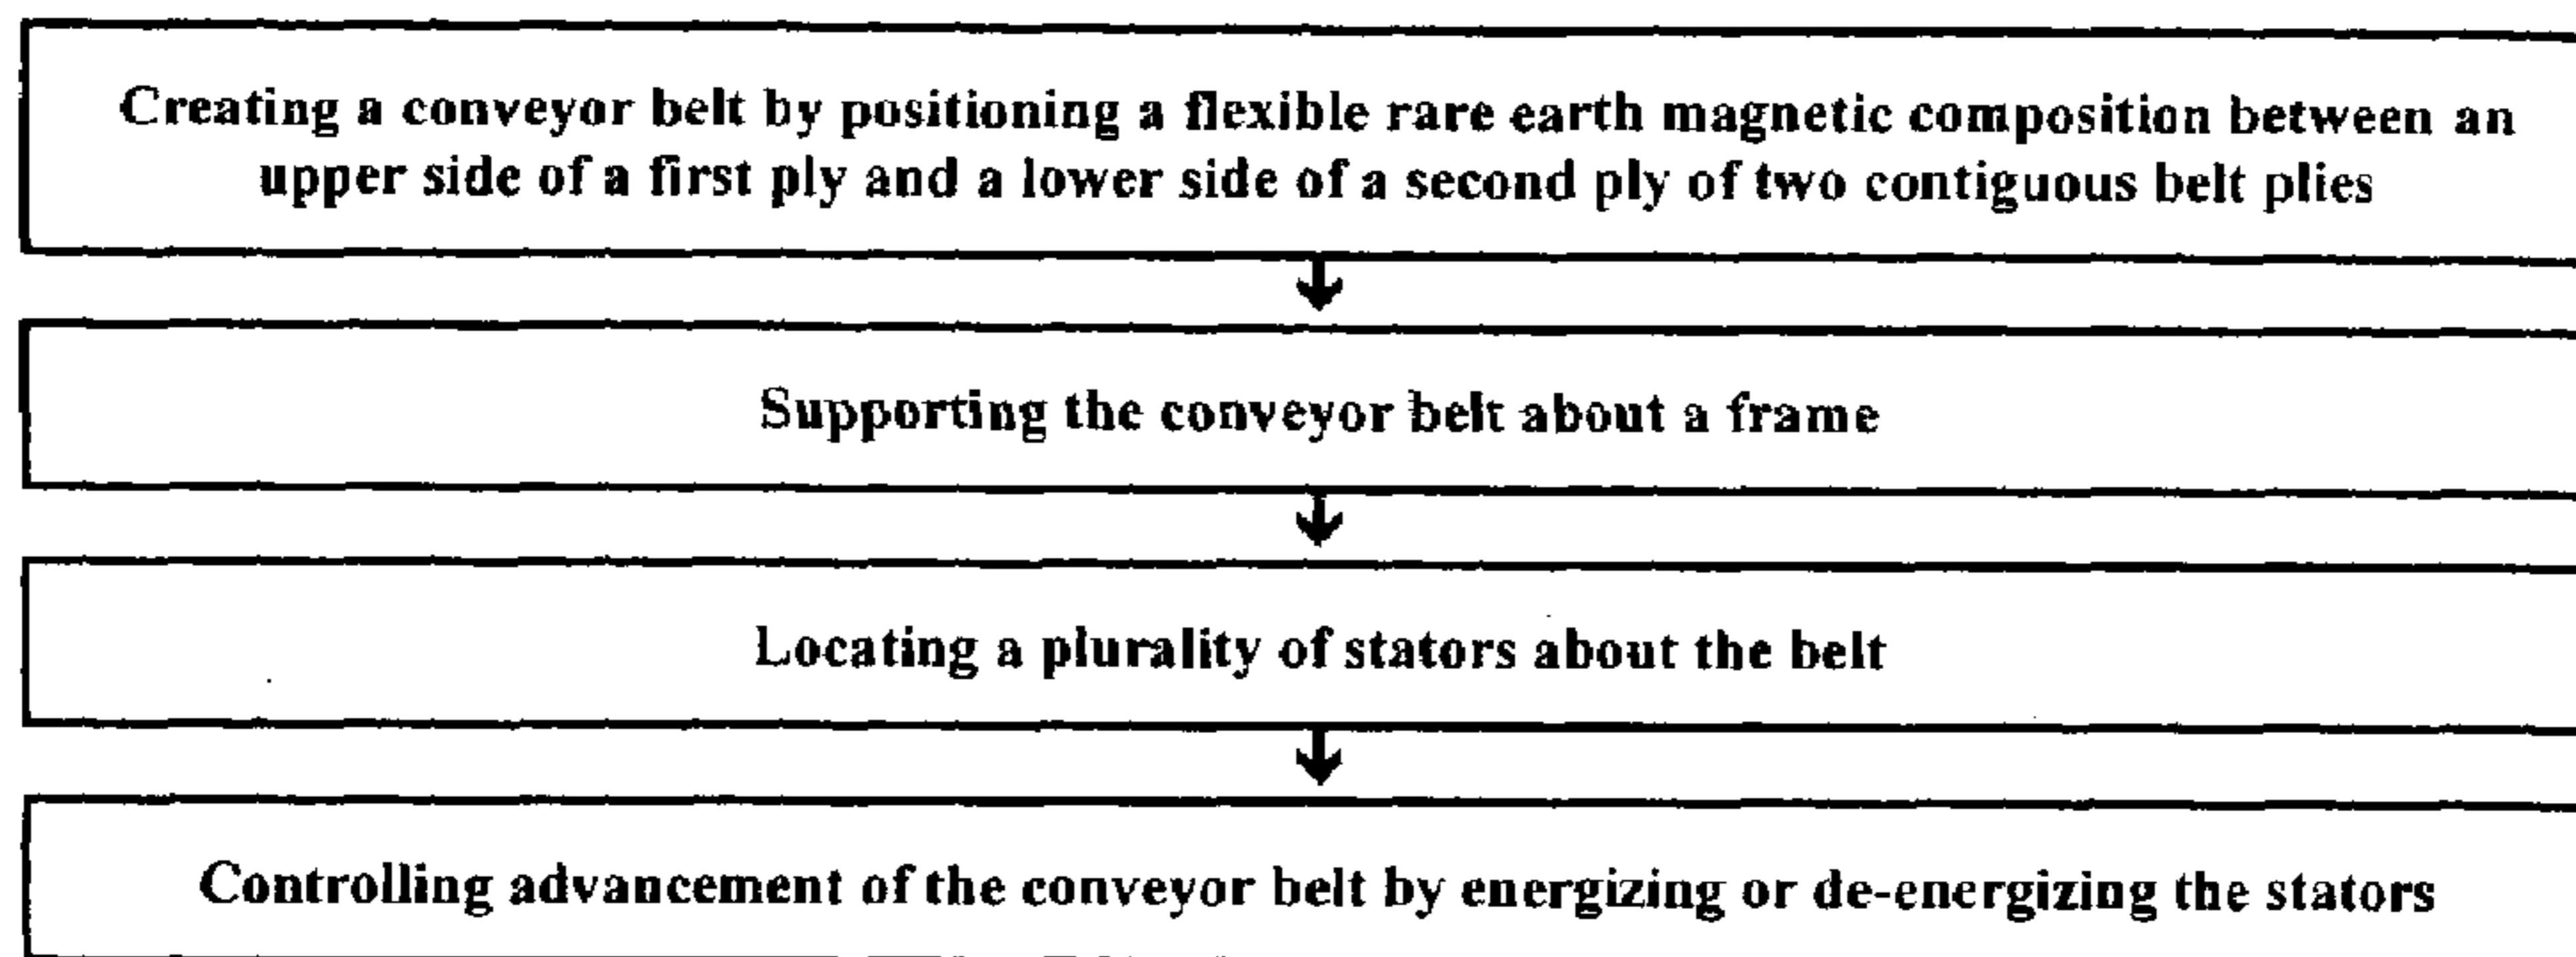 Creating a conveyor belt by positioning a flexible rare earth magnetic composition between an
upper side of a first ply and a lower side of a second ply of two contiguous belt plies
Supporting the conveyor belt about a frame
Locating a plurality of stators about the belt
Controlling advancement of the conveyor belt by energizing or de-energizing the stators